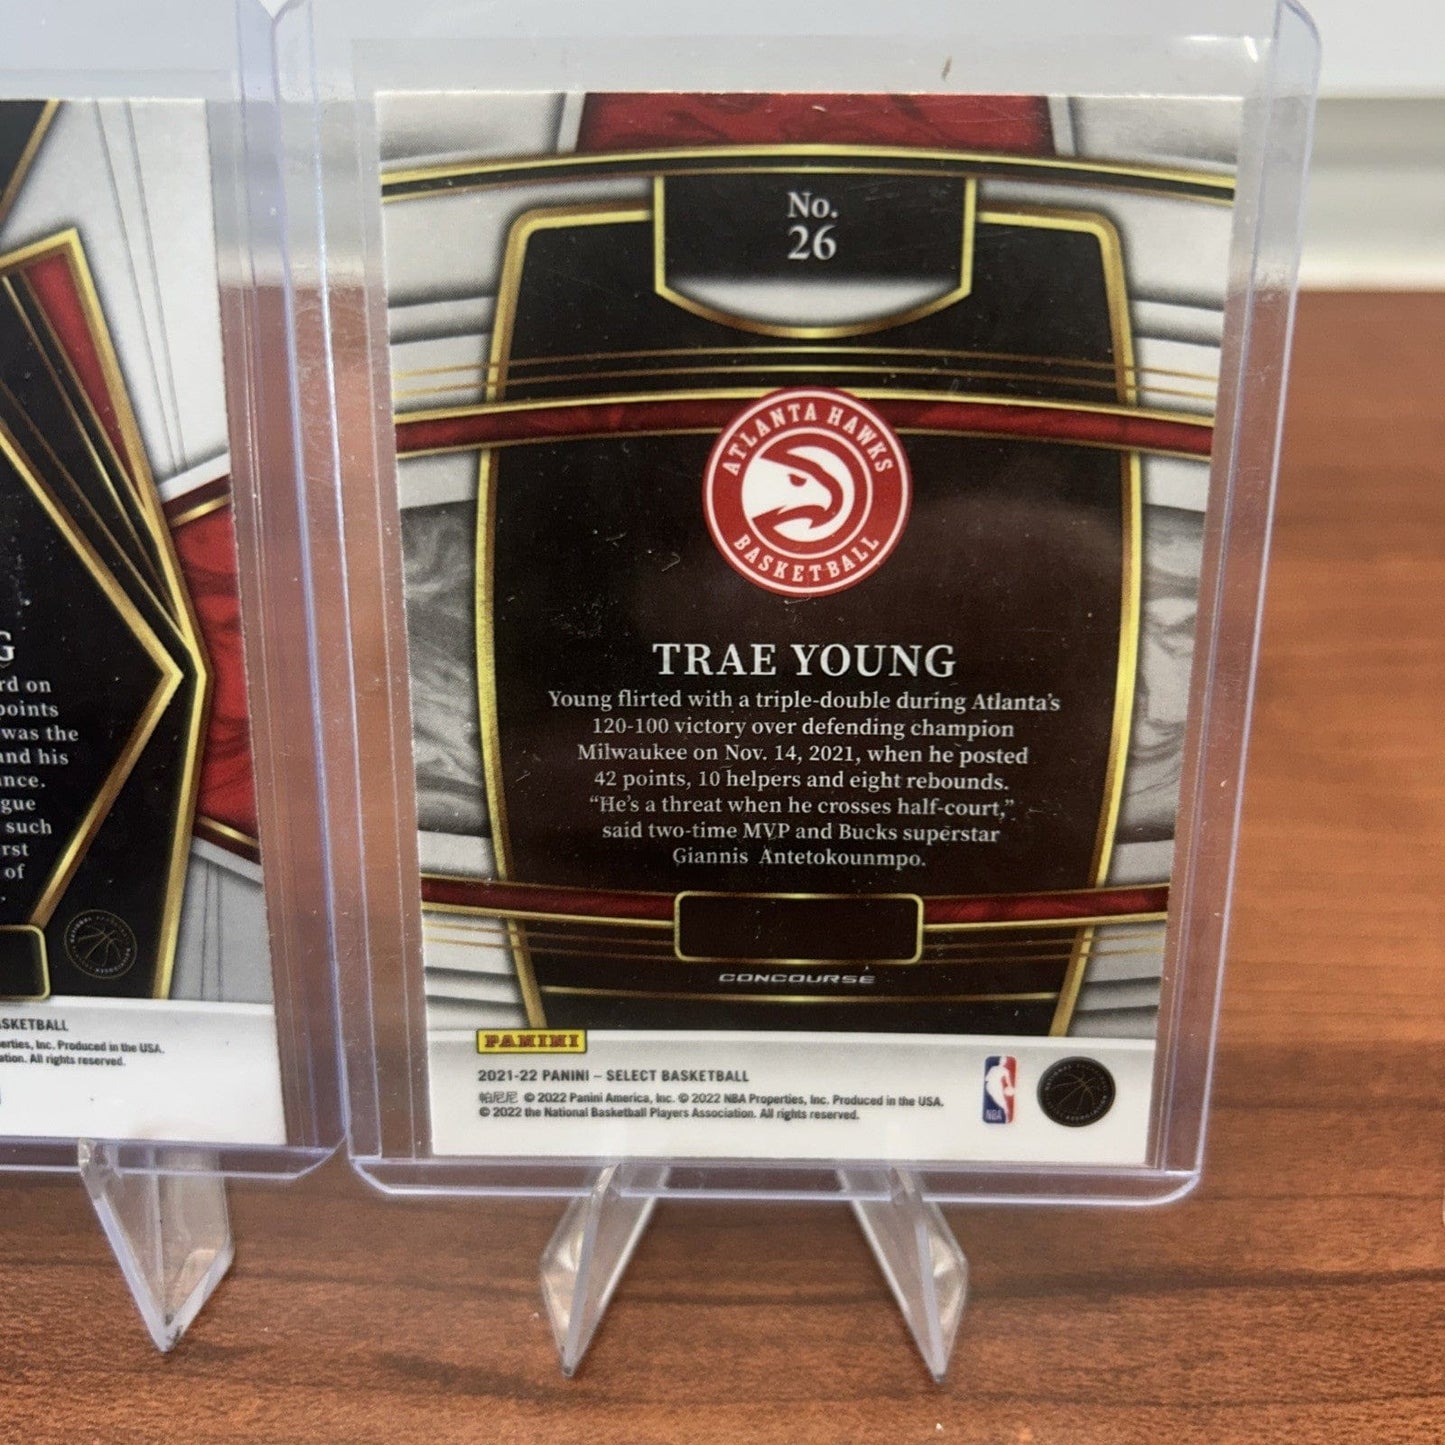 G
rd on
points
was the
and his
nce.
gue
such
rst
of
SKETBALL
erties, Inc. Produced in the USA.
ation. All rights reserved.
No.
26
ATLANTA HAWKS
BASKETBALL
TRAE YOUNG
Young flirted with a triple-double during Atlanta's
120-100 victory over defending champion
Milwaukee on Nov. 14, 2021, when he posted
42 points, 10 helpers and eight rebounds.
“He's a threat when he crosses half-court,”
said two-time MVP and Bucks superstar
Giannis Antetokounmpo.
CONCOURSE
PANINI
2021-22 PANINI – SELECT BASKETBALL
帕尼尼 © 2022 Panini America, Inc. © 2022 NBA Properties, Inc. Produced in the USA.
© 2022 the National Basketball Players Association. All rights reserved.
NBA